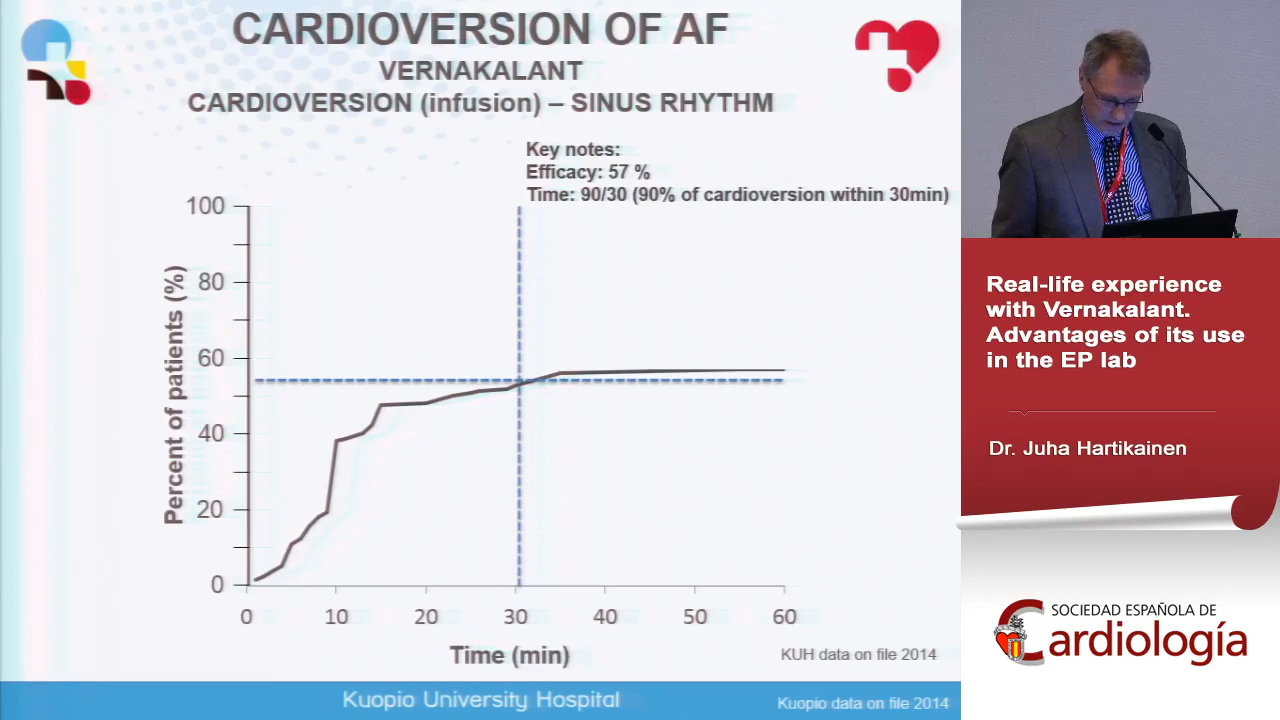 CARDIOVERSION OF AF
VERNAKALANT
CARDIOVERSION (infusion) – SINUS RHYTHM
Key notes:
Efficacy: 57 %
Time: 90/30 (90% of cardioversion within 30min)
100
80
60
40
20
0
Percent of patients (%)
0 10 20 30 40 50 60
Time (min)
KUH data on file 2014
Kuopio University Hospital
Kuopio data on file 2014
Real-life experience
with Vernakalant.
Advantages of its use
in the EP lab
Dr. Juha Hartikainen
SOCIEDAD ESPAÑOLA DE
Cardiología